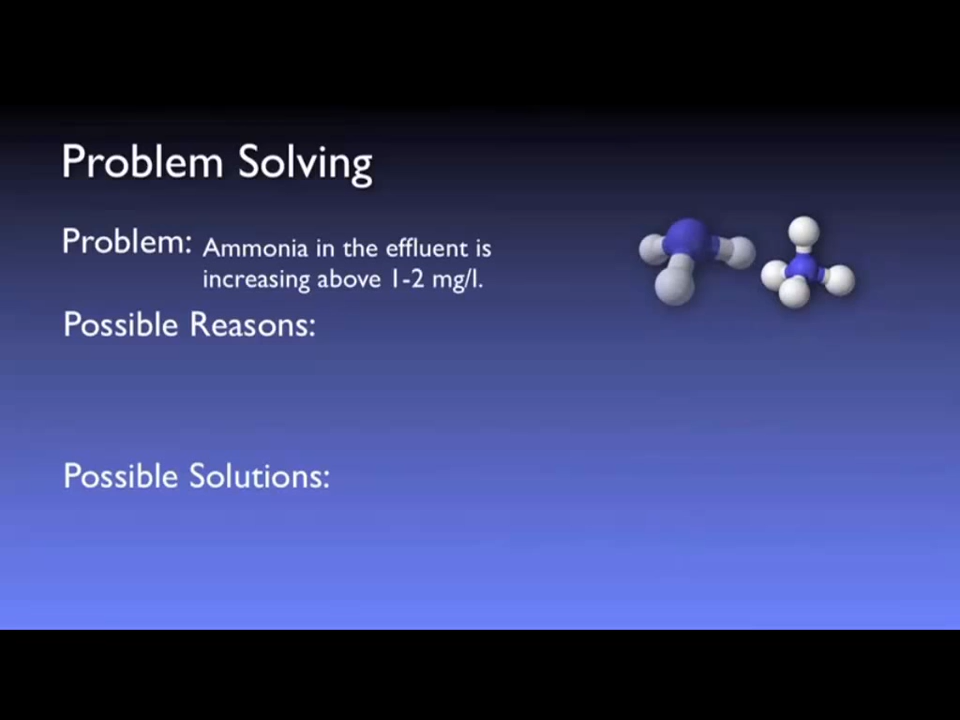 Problem Solving
Problem: Ammonia in the effluent is
increasing above 1-2 mg/l.
Possible Reasons:
Possible Solutions: